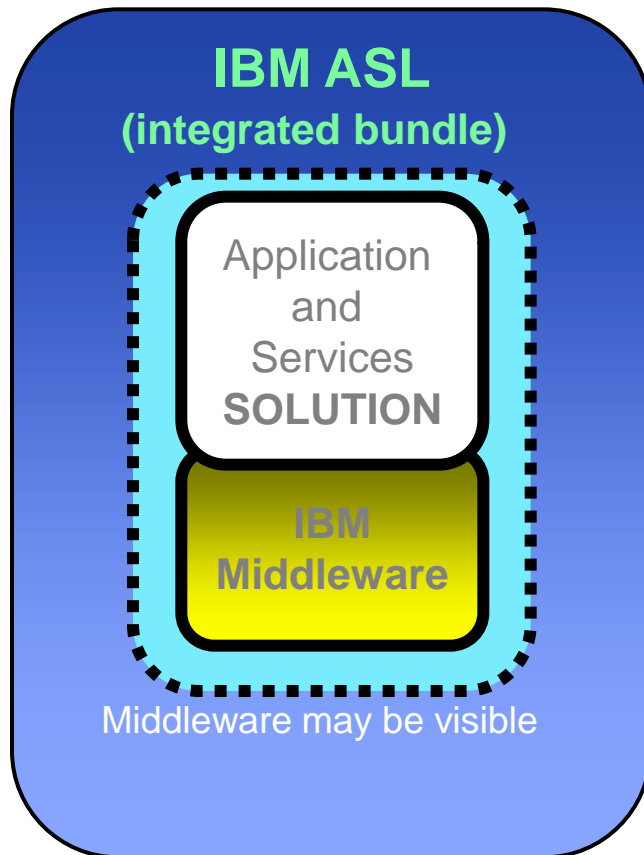 IBM ASL
(integrated bundle)
Application
and
Services
SOLUTION
IBM
Middleware
Middleware may be visible